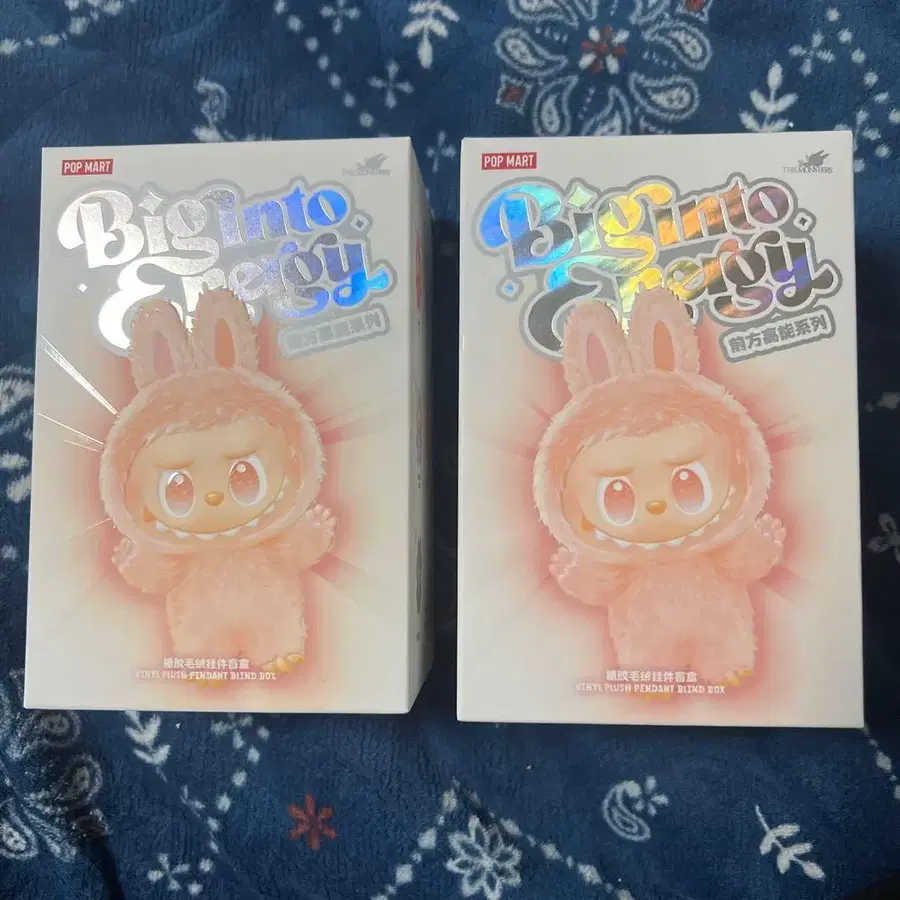 POP MART
THE MONSTERS
Big Into
Energy
前方高能系列
搪胶毛绒挂件盲盒
VINYL PLUSH PENDANT BLIND BOX
POP MART
THE MONSTERS
Big Into
Energy
前方高能系列
搪胶毛绒挂件盲盒
VINYL PLUSH PENDANT BLIND BOX